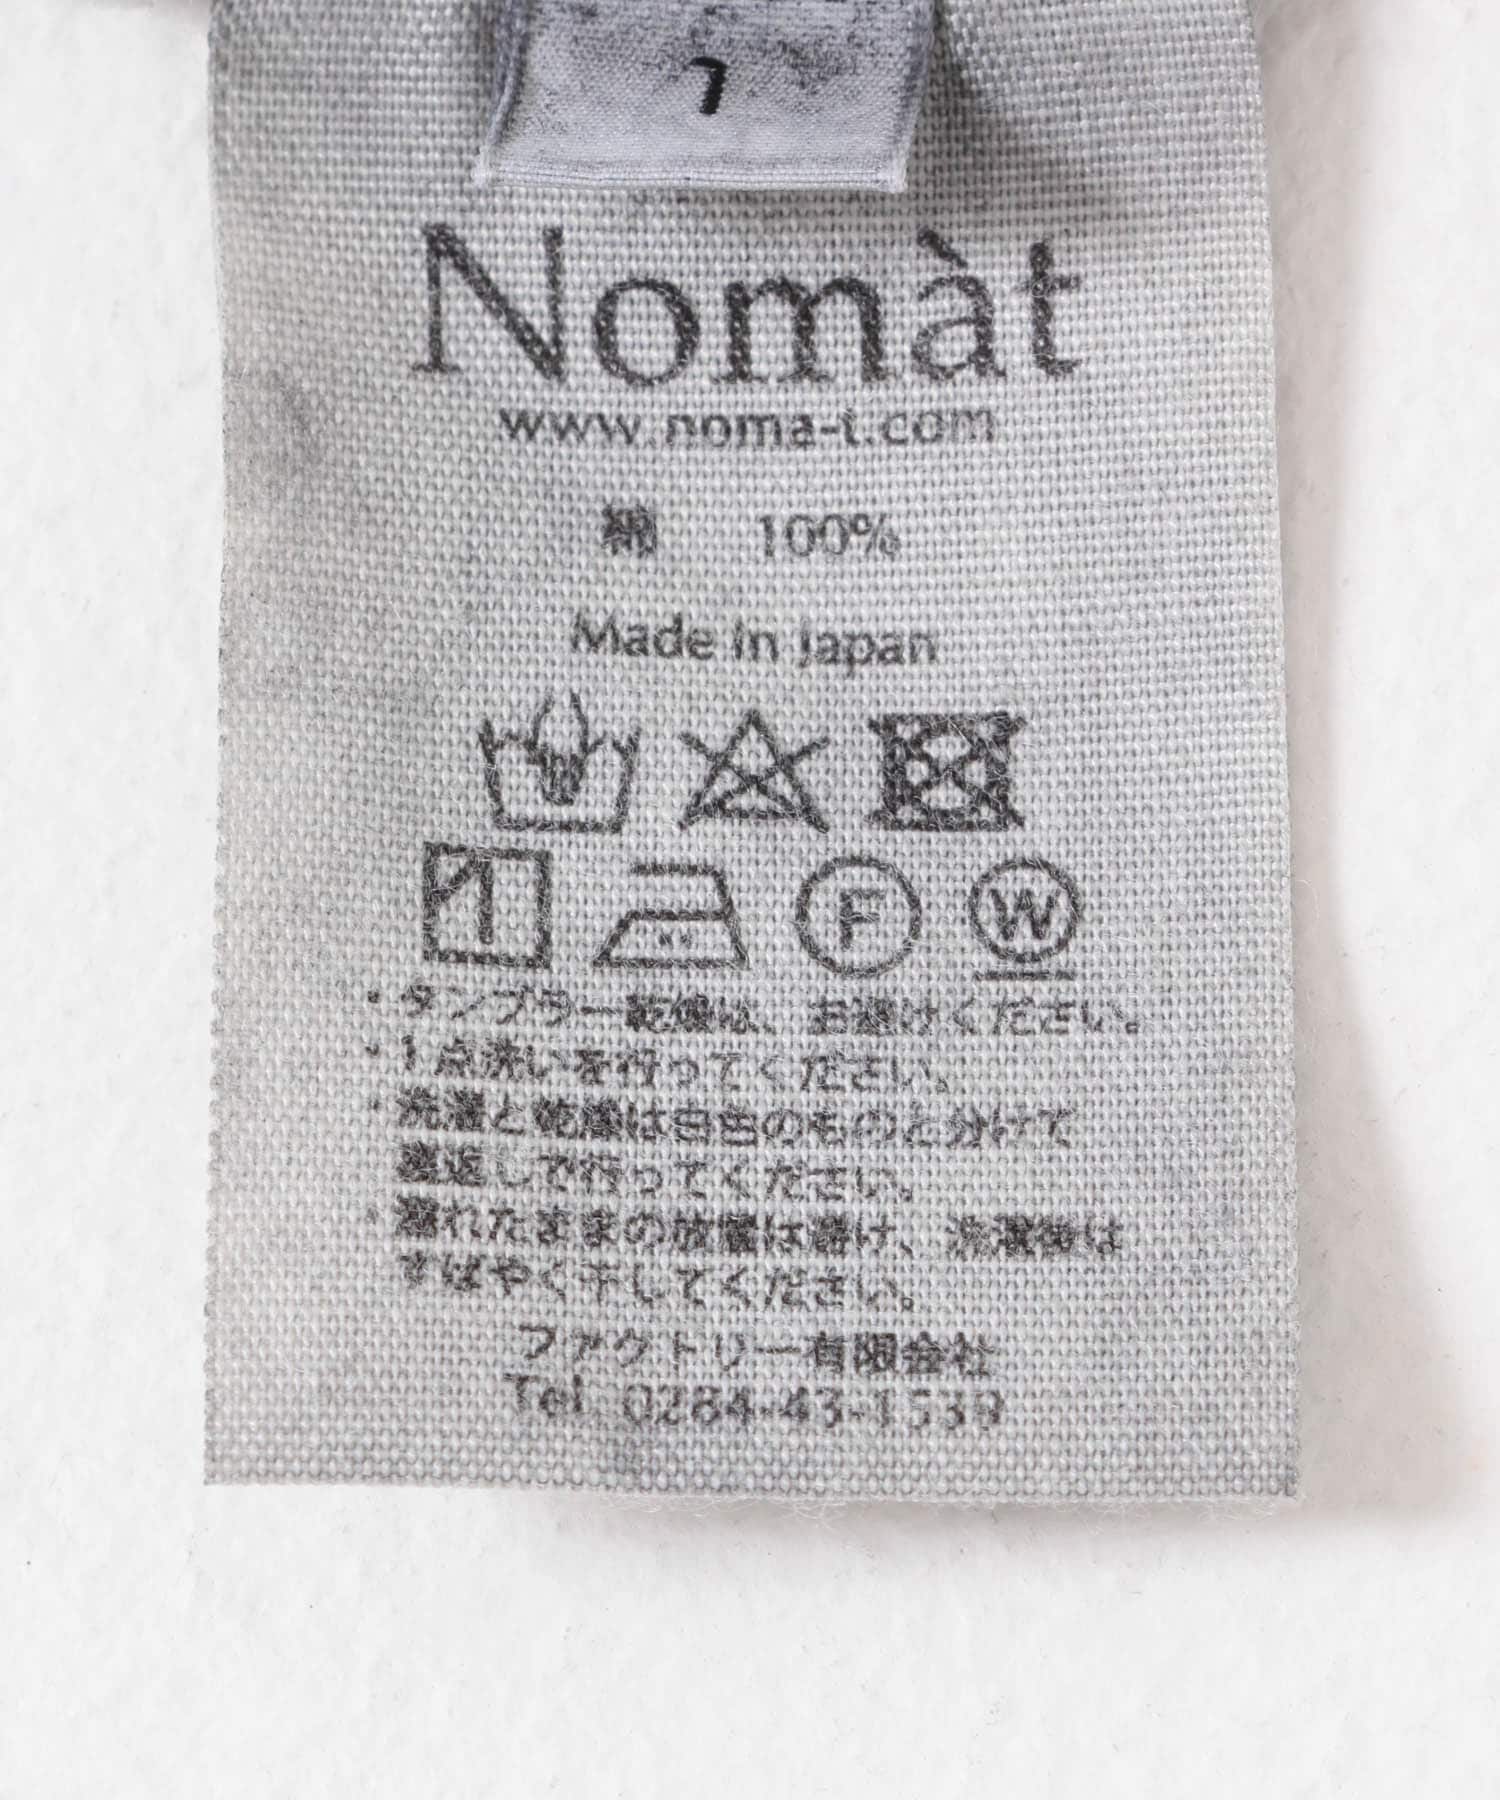 1
Nomàt
www.noma-t.com
綿 100%
Made in Japan
F W
・タンブラー乾燥は、お避けください。
・1点洗いを行ってください。
・洗濯と乾燥は白色のものと分けて
裏返しで行ってください。
・濡れたままの放置は避け、洗濯後は
すばやく干してください。
ファクトリー有限会社
Tel 0284-43-1539